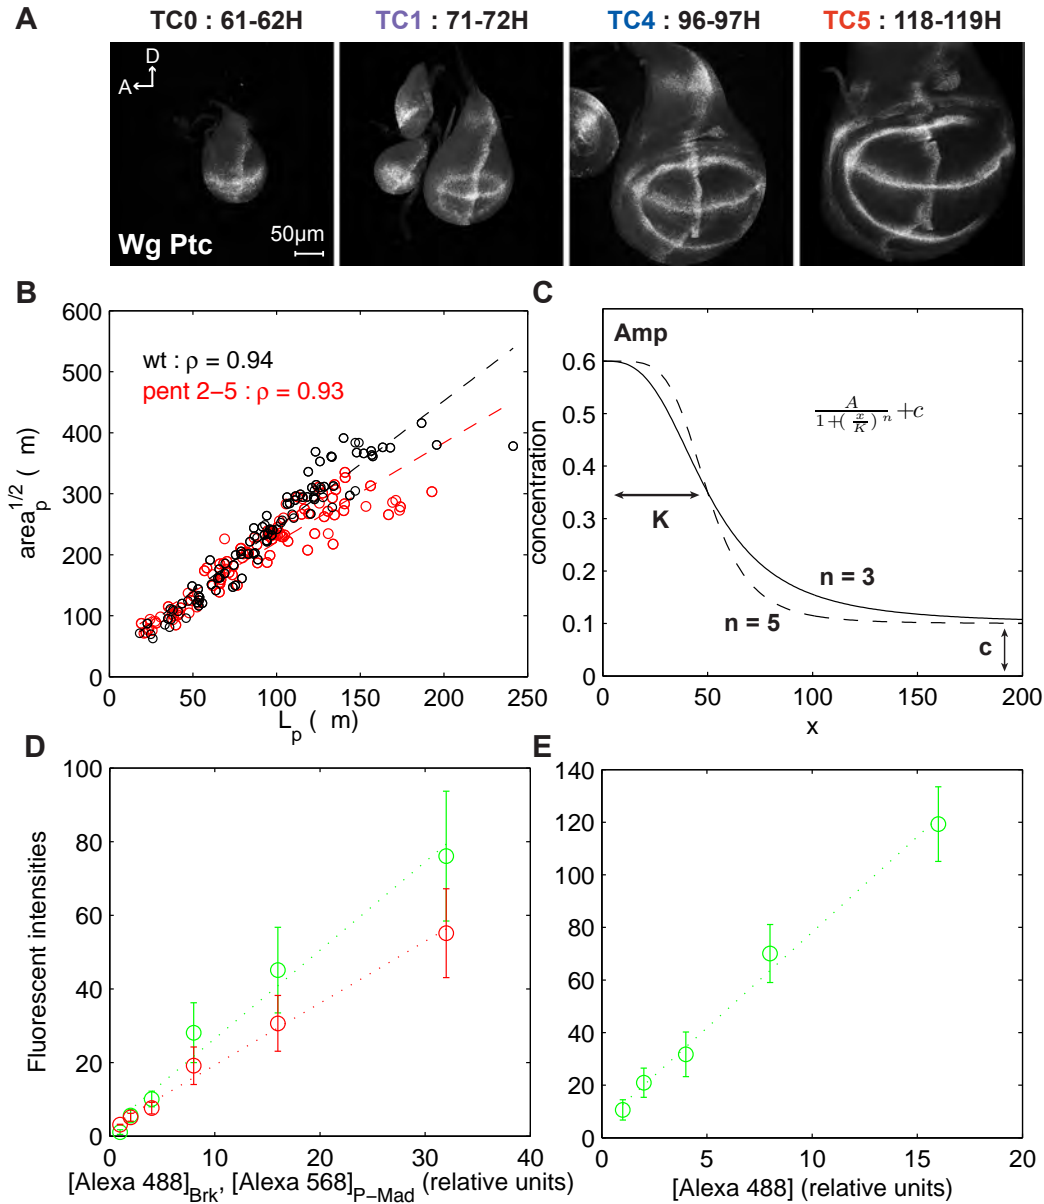 A
TC0 : 61-62H
TC1 : 71-72H
TC4 : 96-97H
TC5 : 118-119H
D
A
Wg Ptc
50μm
B
600
500
400
300
200
100
0
0
50
100
150
200
250
wt : ρ = 0.94
pent 2−5 : ρ = 0.93
area_p^{1/2} ( m)
L_p ( m)
C
Amp
0.6
0.5
0.4
0.3
0.2
0.1
0
0
50
100
150
200
A/(1+(x/K)^n) +c
K
n = 3
n = 5
c
concentration
x
D
100
80
60
40
20
0
0
10
20
30
40
Fluorescent intensities
[Alexa 488]_{Brk}, [Alexa 568]_{P−Mad} (relative units)
E
140
120
100
80
60
40
20
0
0
5
10
15
20
[Alexa 488] (relative units)